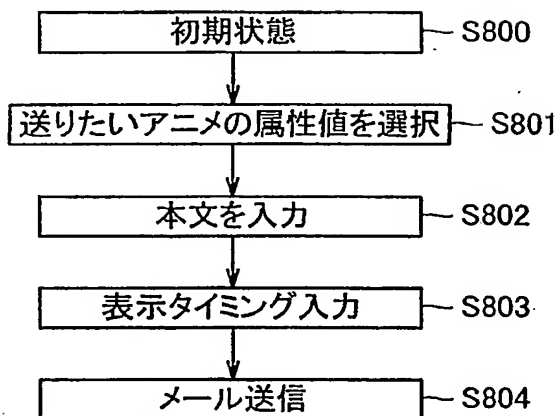 初期状態 S800
送りたいアニメの属性値を選択 S801
本文を入力 S802
表示タイミング入力 S803
メール送信 S804